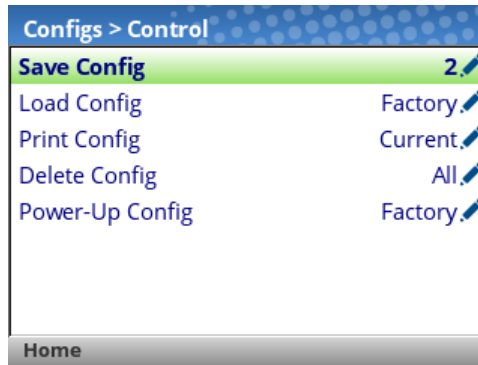 Configs > Control
Save Config 2
Load Config Factory
Print Config Current
Delete Config All
Power-Up Config Factory
Home